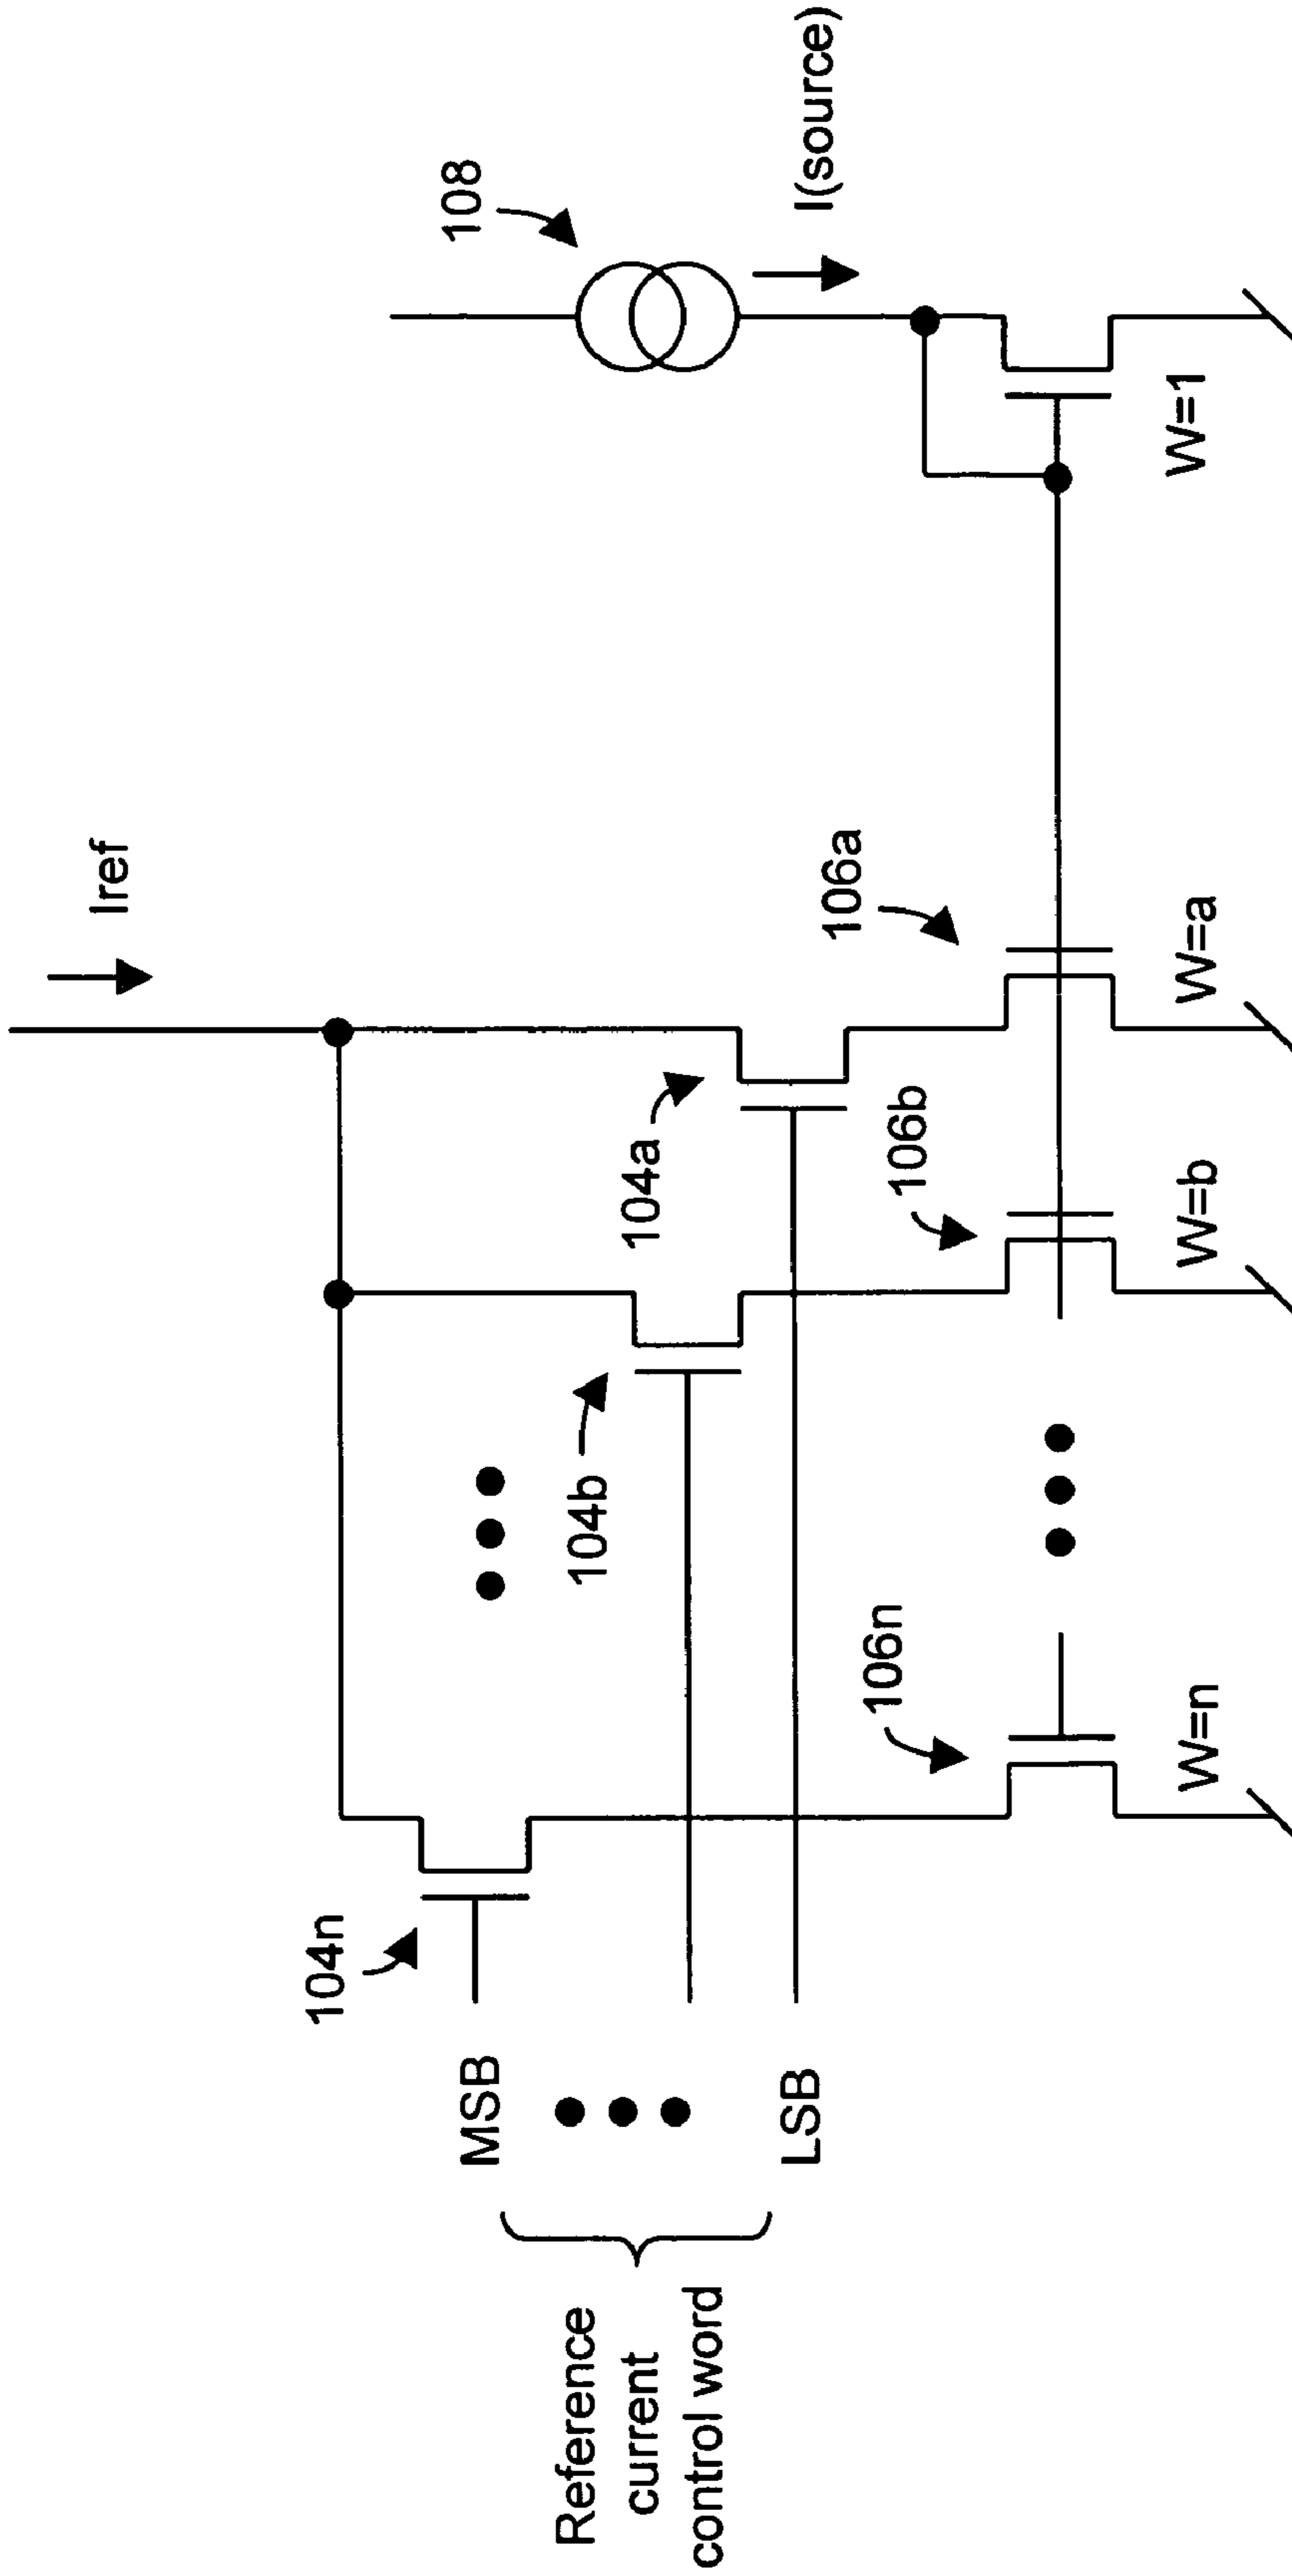 Iref
108
I(source)
104n
MSB
LSB
Reference
current
control word
104b
104a
106n
106b
106a
W=n
W=b
W=a
W=1